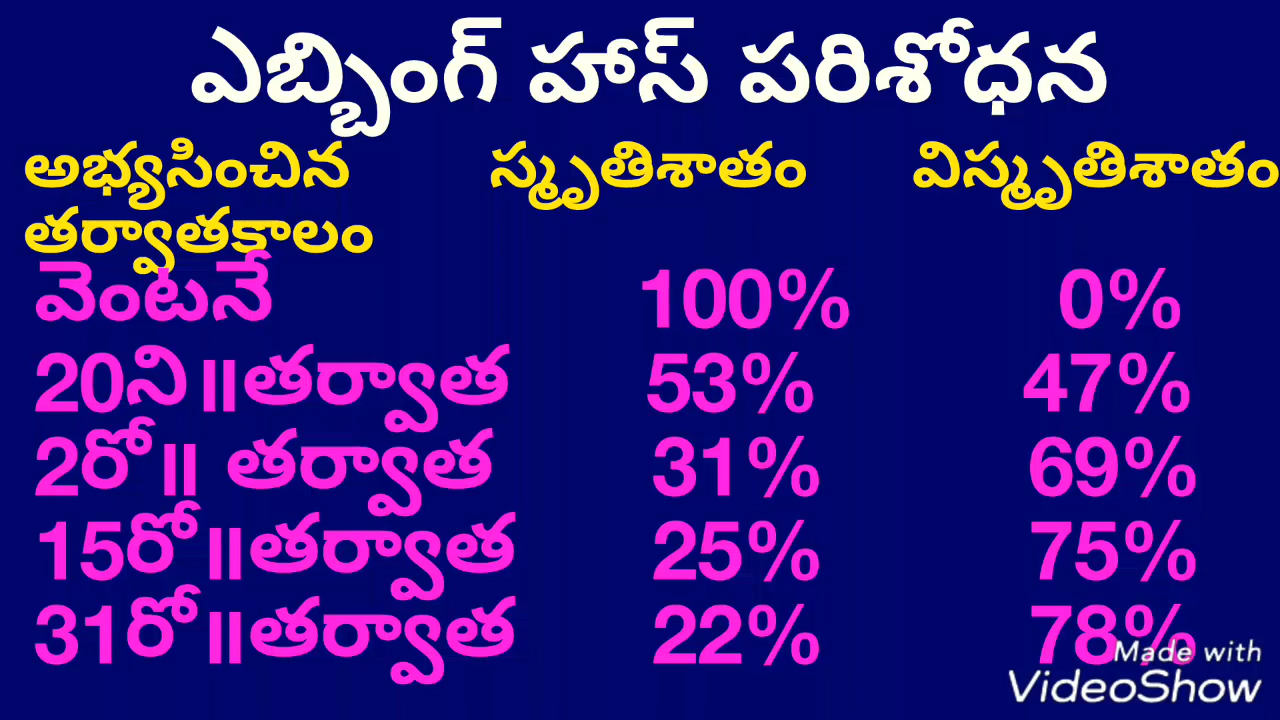 ఎబ్బింగ్ హాస్ పరిశోధన
అభ్యసించిన స్మృతిశాతం విస్మృతిశాతం
తర్వాతకాలం
వెంటనే 100% 0%
20ని॥తర్వాత 53% 47%
2రో॥ తర్వాత 31% 69%
15రో॥తర్వాత 25% 75%
31రో॥తర్వాత 22% 78%
Made with
VideoShow